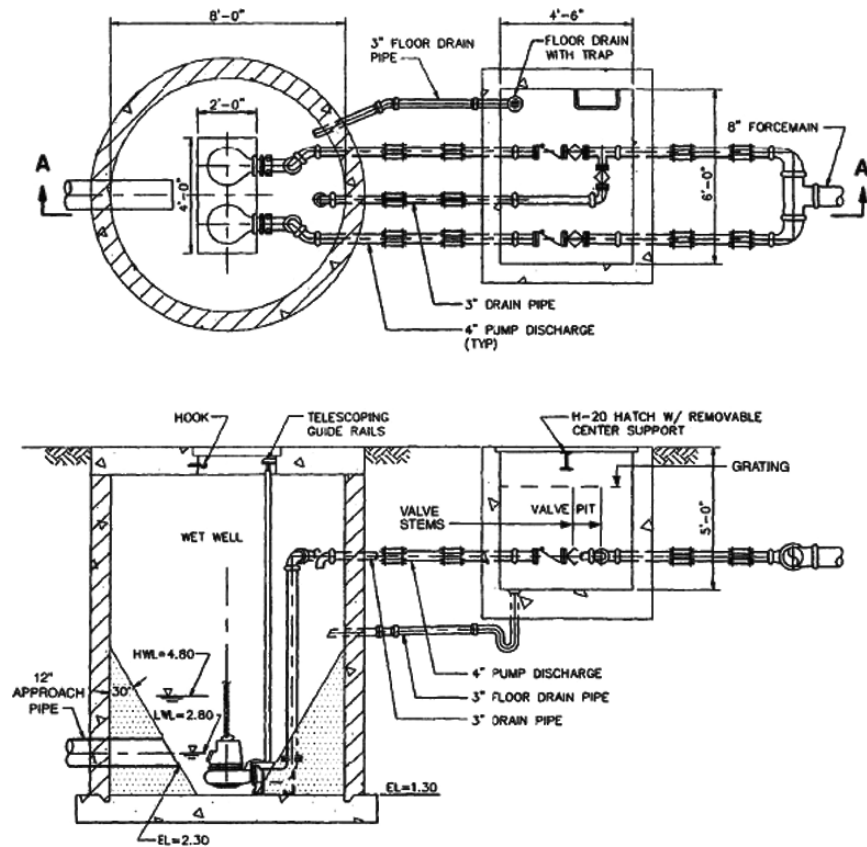 8'-0"
4'-6"
3" FLOOR DRAIN
PIPE
FLOOR DRAIN
WITH TRAP
2'-0"
8" FORCEMAIN
A
A
4'-0"
6'-0"
3" DRAIN PIPE
4" PUMP DISCHARGE
(TYP)
HOOK
TELESCOPING
GUIDE RAILS
H-20 HATCH W/ REMOVABLE
CENTER SUPPORT
GRATING
VALVE
STEMS
VALVE PIT
5'-0"
WET WELL
HWL=4.80
12"
APPROACH
PIPE
30°
LWL=2.80
4" PUMP DISCHARGE
3" FLOOR DRAIN PIPE
3" DRAIN PIPE
EL=1.30
EL=2.30